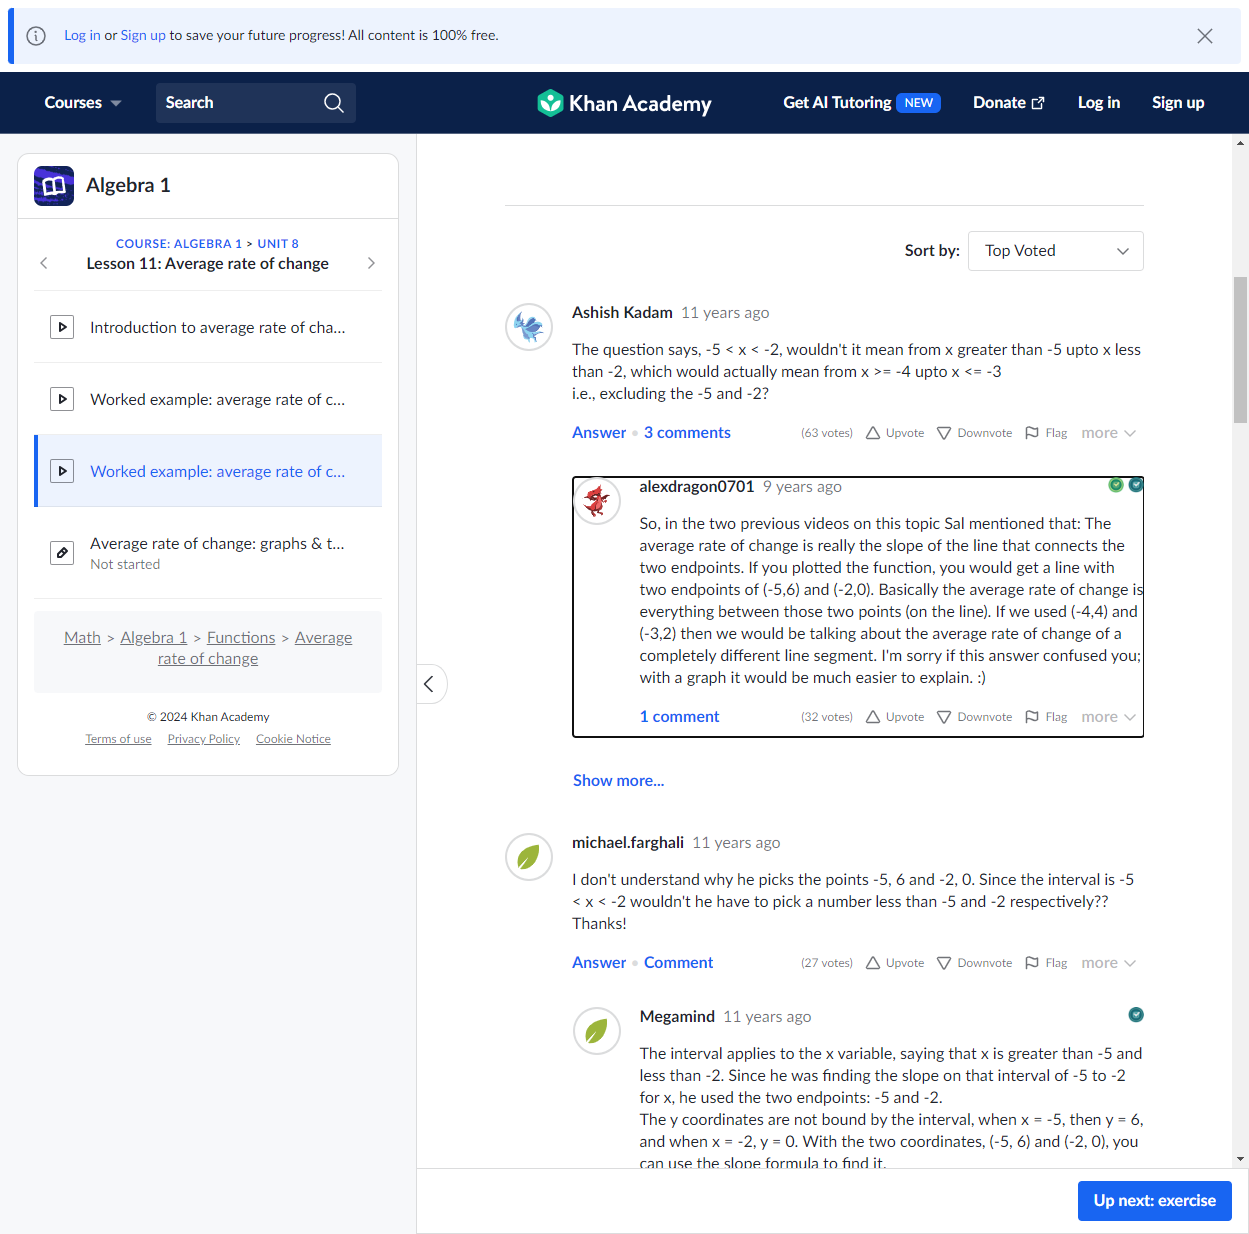 Log in or Sign up to save your future progress! All content is 100% free.
Courses
Search
Khan Academy
Get AI Tutoring NEW
Donate
Log in
Sign up
Algebra 1
COURSE: ALGEBRA 1 > UNIT 8
Lesson 11: Average rate of change
Introduction to average rate of cha...
Worked example: average rate of c...
Worked example: average rate of c...
Average rate of change: graphs & t...
Not started
Math > Algebra 1 > Functions > Average
rate of change
© 2024 Khan Academy
Terms of use Privacy Policy Cookie Notice
Sort by: Top Voted
Ashish Kadam 11 years ago
The question says, -5 < x < -2, wouldn't it mean from x greater than -5 upto x less
than -2, which would actually mean from x >= -4 upto x <= -3
i.e., excluding the -5 and -2?
Answer • 3 comments (63 votes) Upvote Downvote Flag more
alexdragon0701 9 years ago
So, in the two previous videos on this topic Sal mentioned that: The
average rate of change is really the slope of the line that connects the
two endpoints. If you plotted the function, you would get a line with
two endpoints of (-5,6) and (-2,0). Basically the average rate of change is
everything between those two points (on the line). If we used (-4,4) and
(-3,2) then we would be talking about the average rate of change of a
completely different line segment. I'm sorry if this answer confused you;
with a graph it would be much easier to explain. :)
1 comment (32 votes) Upvote Downvote Flag more
Show more...
michael.farghali 11 years ago
I don't understand why he picks the points -5, 6 and -2, 0. Since the interval is -5
< x < -2 wouldn't he have to pick a number less than -5 and -2 respectively??
Thanks!
Answer • Comment (27 votes) Upvote Downvote Flag more
Megamind 11 years ago
The interval applies to the x variable, saying that x is greater than -5 and
less than -2. Since he was finding the slope on that interval of -5 to -2
for x, he used the two endpoints: -5 and -2.
The y coordinates are not bound by the interval, when x = -5, then y = 6,
and when x = -2, y = 0. With the two coordinates, (-5, 6) and (-2, 0), you
can use the slope formula to find it.
Up next: exercise